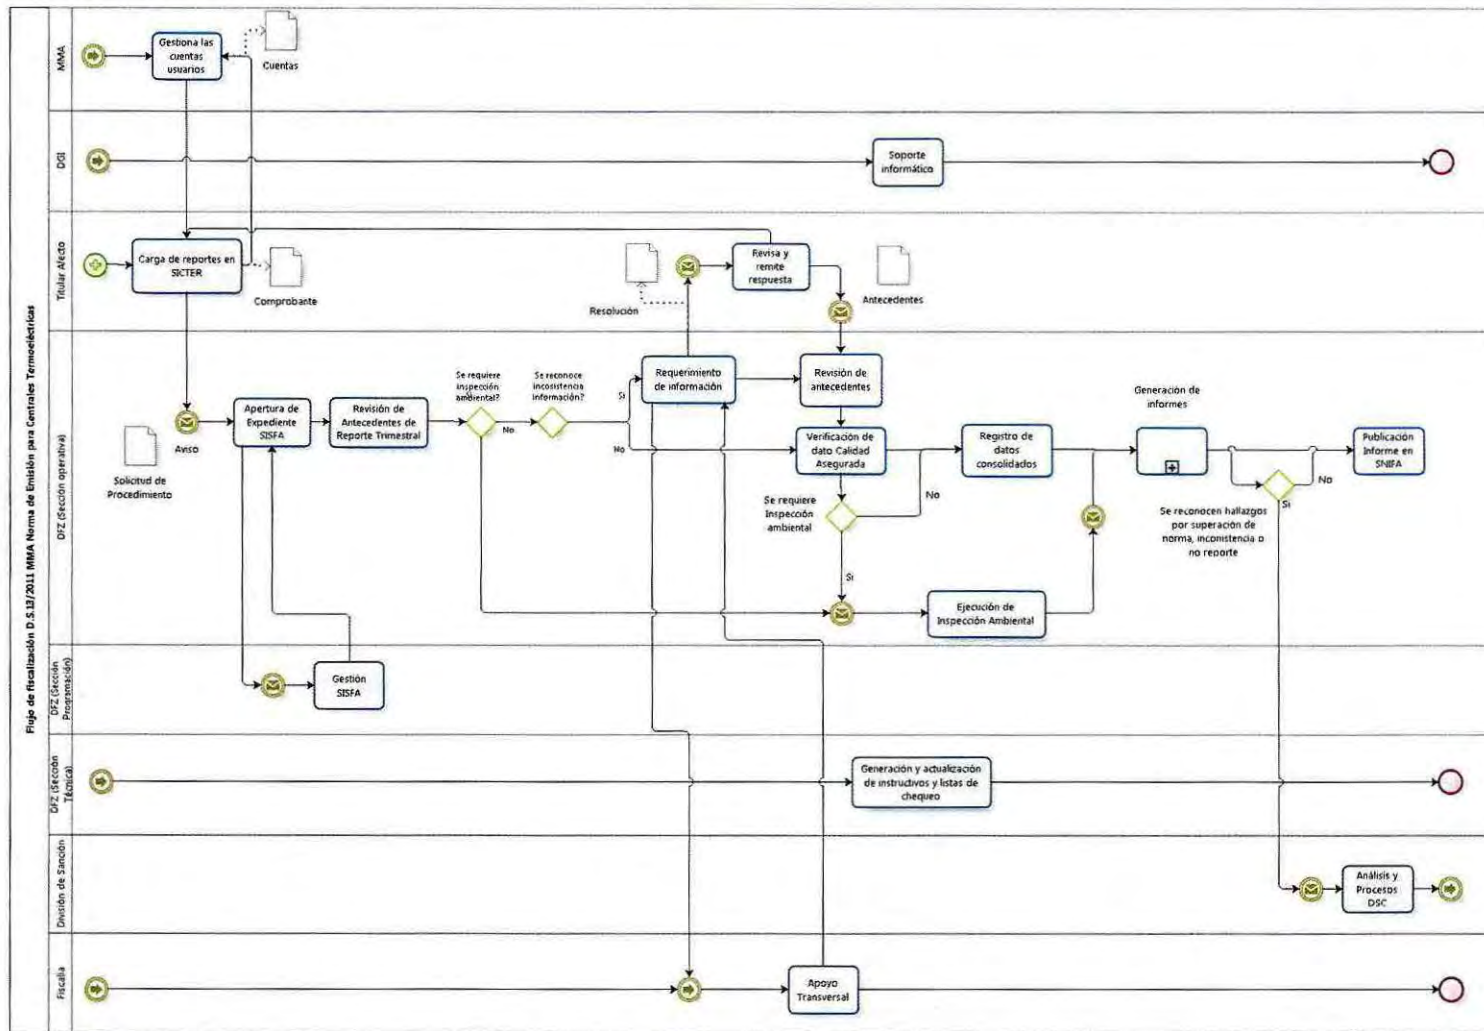 Flujo de fiscalización D.S.13/2011 MMA Norma de Emisión para Centrales Termoeléctricas
MMA
Gestiona las
cuentas
usuarios
Cuentas
DGI
Soporte
informático
Titular Afecto
Carga de reportes en
SICTER
Comprobante
Resolución
Revisa y
remite
respuesta
Antecedentes
DFZ (Sección operativa)
Solicitud de
Procedimiento
Aviso
Apertura de
Expediente
SISFA
Revisión de
Antecedentes de
Reporte Trimestral
Se requiere
inspección
ambiental?
No
Se reconoce
incosistencia
información?
Si
No
Requerimiento
de información
Revisión de
antecedentes
Verificación de
dato Calidad
Asegurada
Se requiere
Inspección
ambiental
No
Si
Registro de
datos
consolidados
Ejecución de
Inspección Ambiental
Generación de
informes
Se reconocen hallazgos
por superación de
norma, inconsistencia o
no reporte
No
Si
Publicación
Informe en
SNIFA
DFZ (Sección
Programación)
Gestión
SISFA
DFZ (Sección
Técnica)
Generación y actualización
de instructivos y listas de
chequeo
División de Sanción
Análisis y
Procesos
DSC
Fiscalía
Apoyo
Transversal